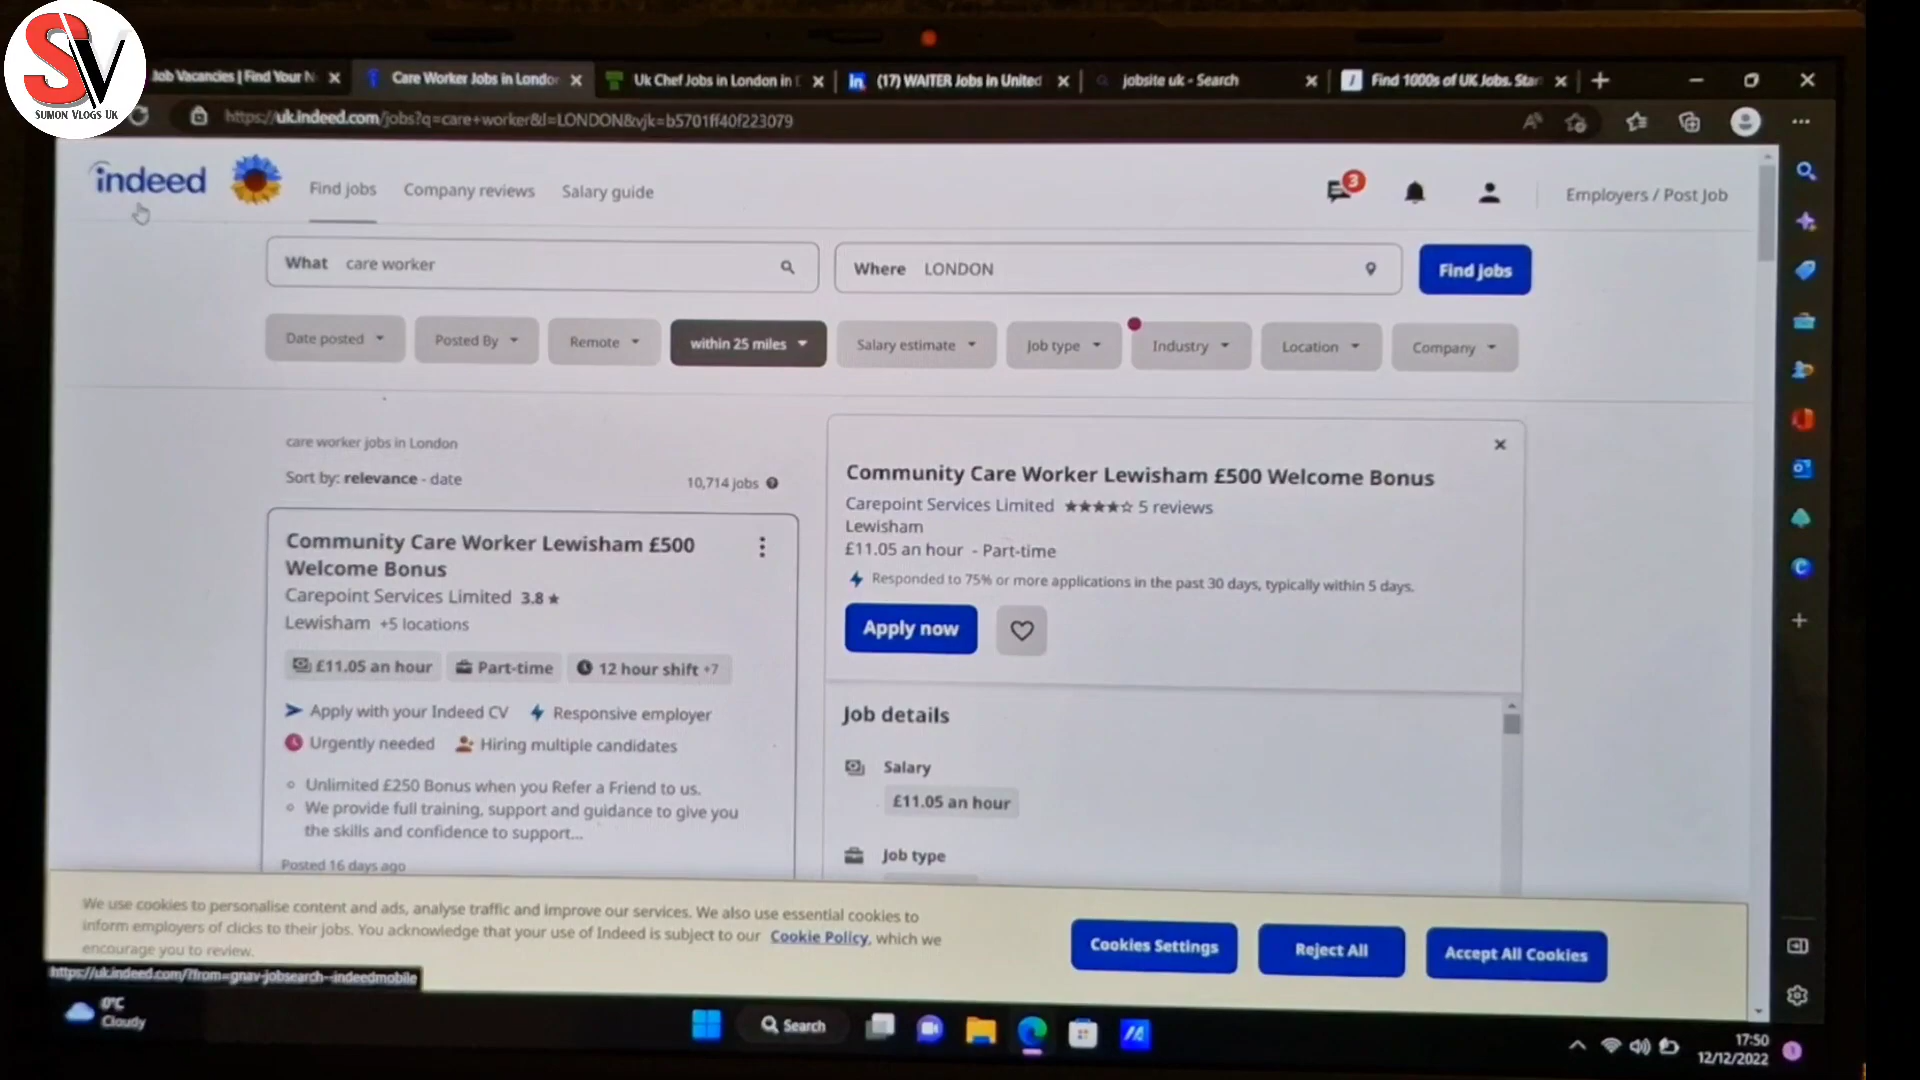 SV
SUMON VLOGS UK
Job Vacancies | Find Your N
Care Worker Jobs in Londo
Uk Chef Jobs in London in
(17) WAITER Jobs in United
jobsite uk - Search
Find 1000s of UK Jobs. Star
https://uk.indeed.com/jobs?q=care+worker&l=LONDON&vjk=b5701ff40f223079
indeed
Find jobs
Company reviews
Salary guide
3
Employers / Post Job
What care worker
Where LONDON
Find jobs
Date posted
Posted By
Remote
within 25 miles
Salary estimate
Job type
Industry
Location
Company
care worker jobs in London
Sort by: relevance - date
10,714 jobs
Community Care Worker Lewisham £500
Welcome Bonus
Carepoint Services Limited 3.8 ★
Lewisham +5 locations
£11.05 an hour
Part-time
12 hour shift +7
Apply with your Indeed CV
Responsive employer
Urgently needed
Hiring multiple candidates
Unlimited £250 Bonus when you Refer a Friend to us.
We provide full training, support and guidance to give you
the skills and confidence to support...
Posted 16 days ago
Community Care Worker Lewisham £500 Welcome Bonus
Carepoint Services Limited ★★★★☆ 5 reviews
Lewisham
£11.05 an hour - Part-time
Responded to 75% or more applications in the past 30 days, typically within 5 days.
Apply now
Job details
Salary
£11.05 an hour
Job type
We use cookies to personalise content and ads, analyse traffic and improve our services. We also use essential cookies to
inform employers of clicks to their jobs. You acknowledge that your use of Indeed is subject to our Cookie Policy, which we
encourage you to review.
Cookies Settings
Reject All
Accept All Cookies
https://uk.indeed.com/?from=gnav-jobsearch--indeedmobile
0°C
Cloudy
Search
17:50
12/12/2022